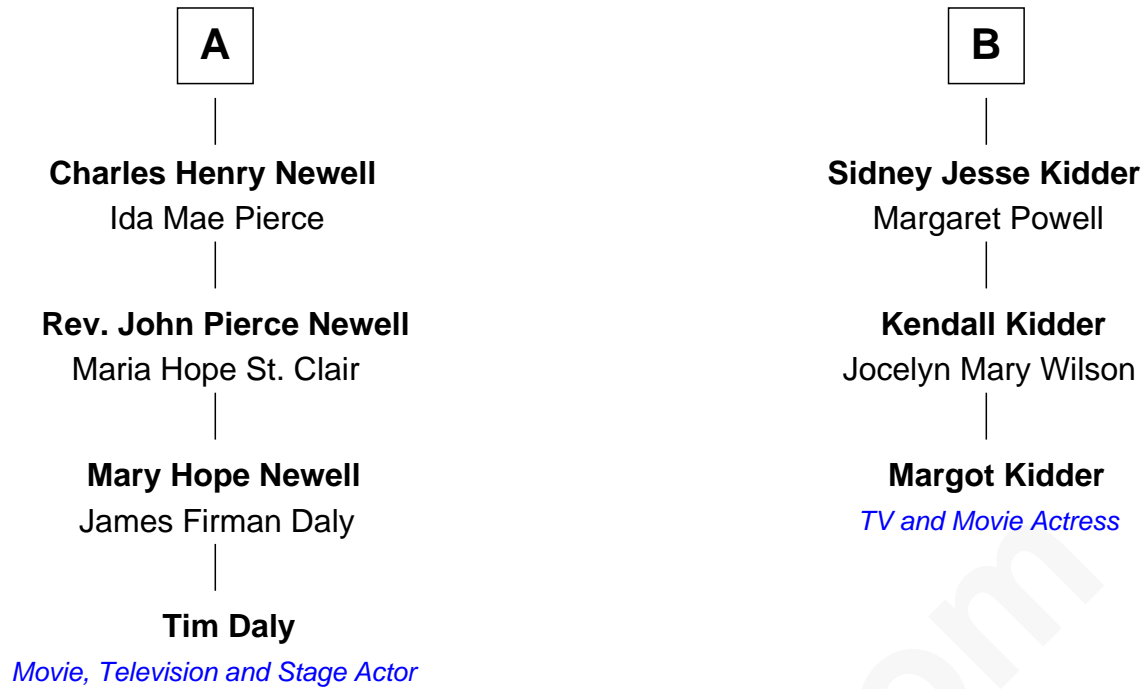 A
Charles Henry Newell
Ida Mae Pierce
Rev. John Pierce Newell
Maria Hope St. Clair
Mary Hope Newell
James Firman Daly
Tim Daly
Movie, Television and Stage Actor
B
Sidney Jesse Kidder
Margaret Powell
Kendall Kidder
Jocelyn Mary Wilson
Margot Kidder
TV and Movie Actress
om